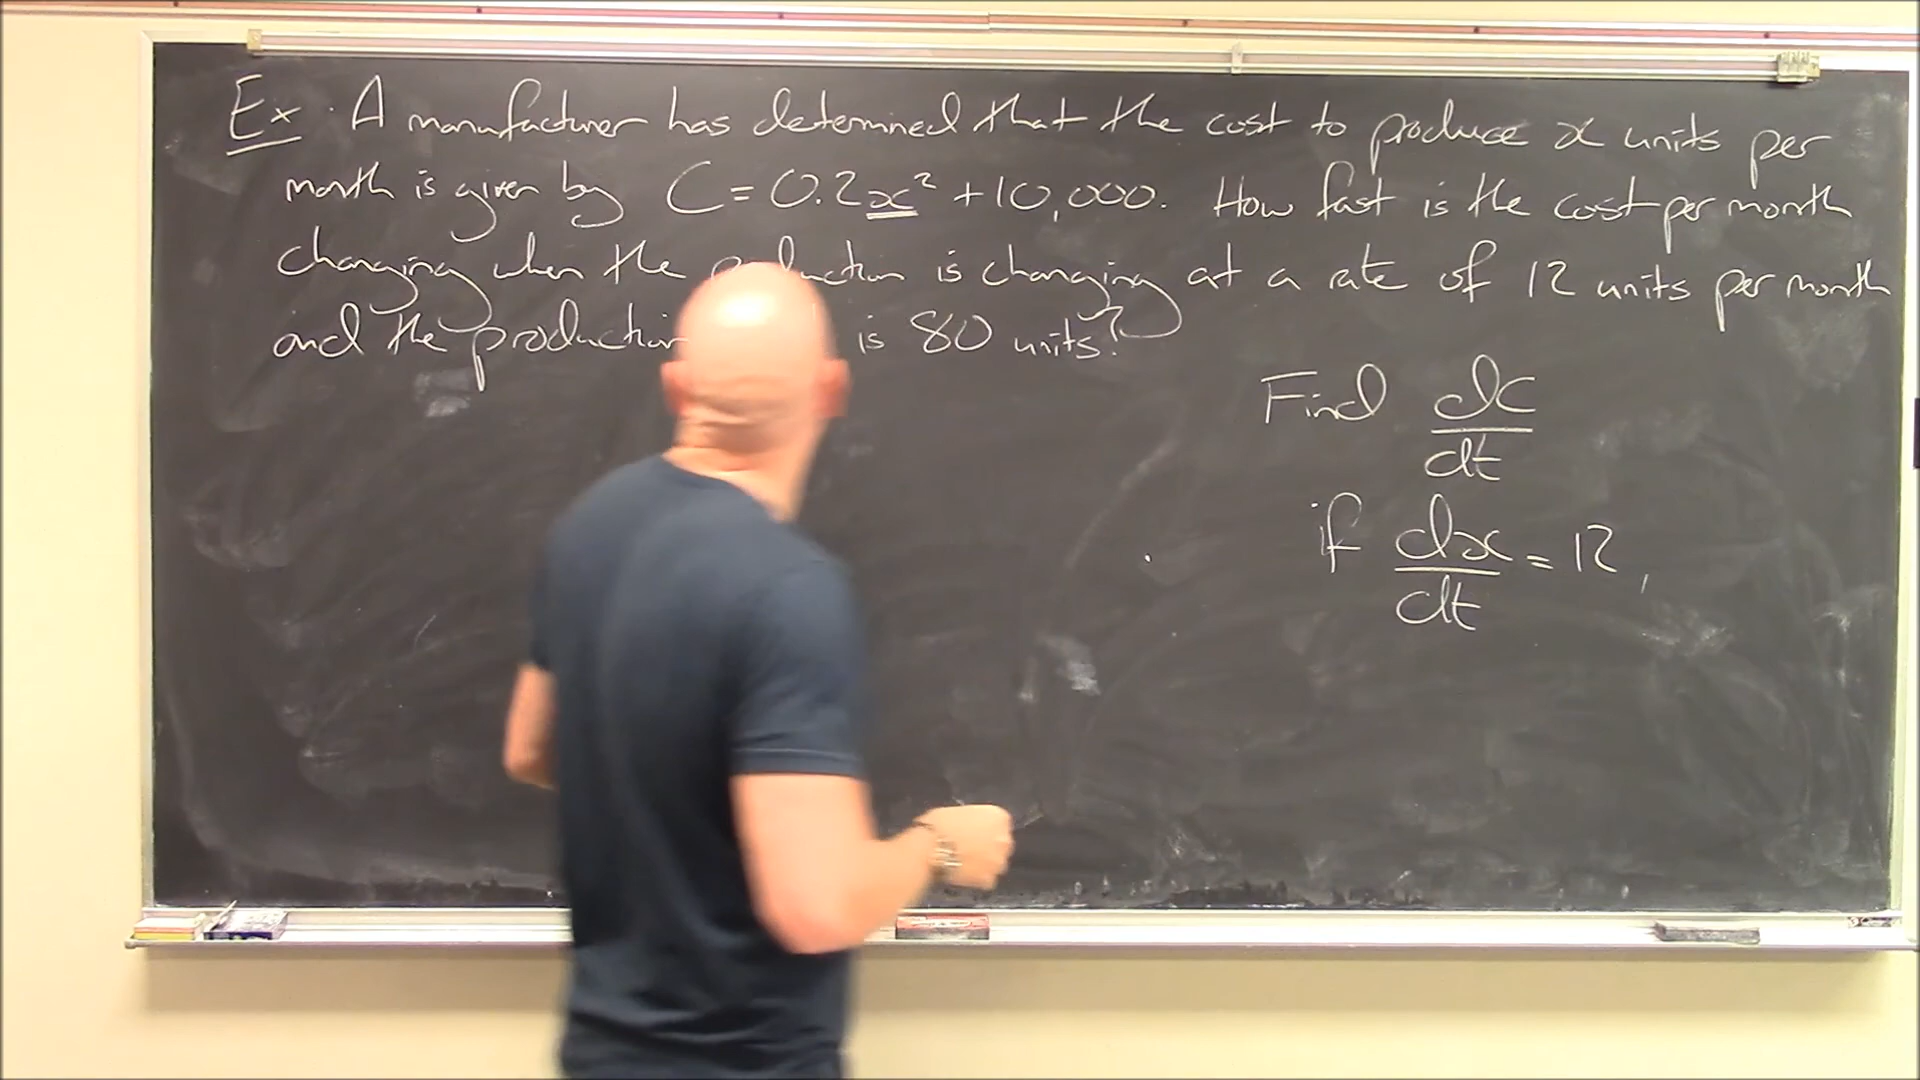 Ex. A manufacturer has determined that the cost to produce x units per
month is given by C = 0.2x² + 10,000. How fast is the cost per month
changing when the production is changing at a rate of 12 units per month
and the production is 80 units?
Find dC/dt
if dx/dt = 12,